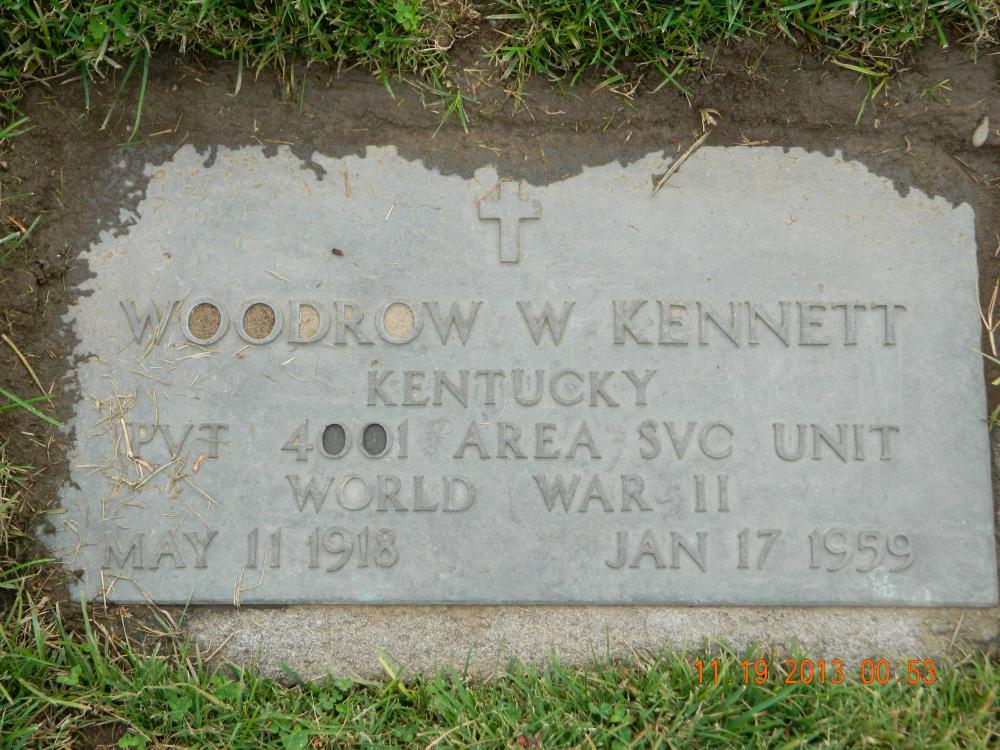 WOODROW W KENNETT
KENTUCKY
PVT 4001 AREA SVC UNIT
WORLD WAR II
MAY 11 1918 JAN 17 1959
11 19 2013 00:53